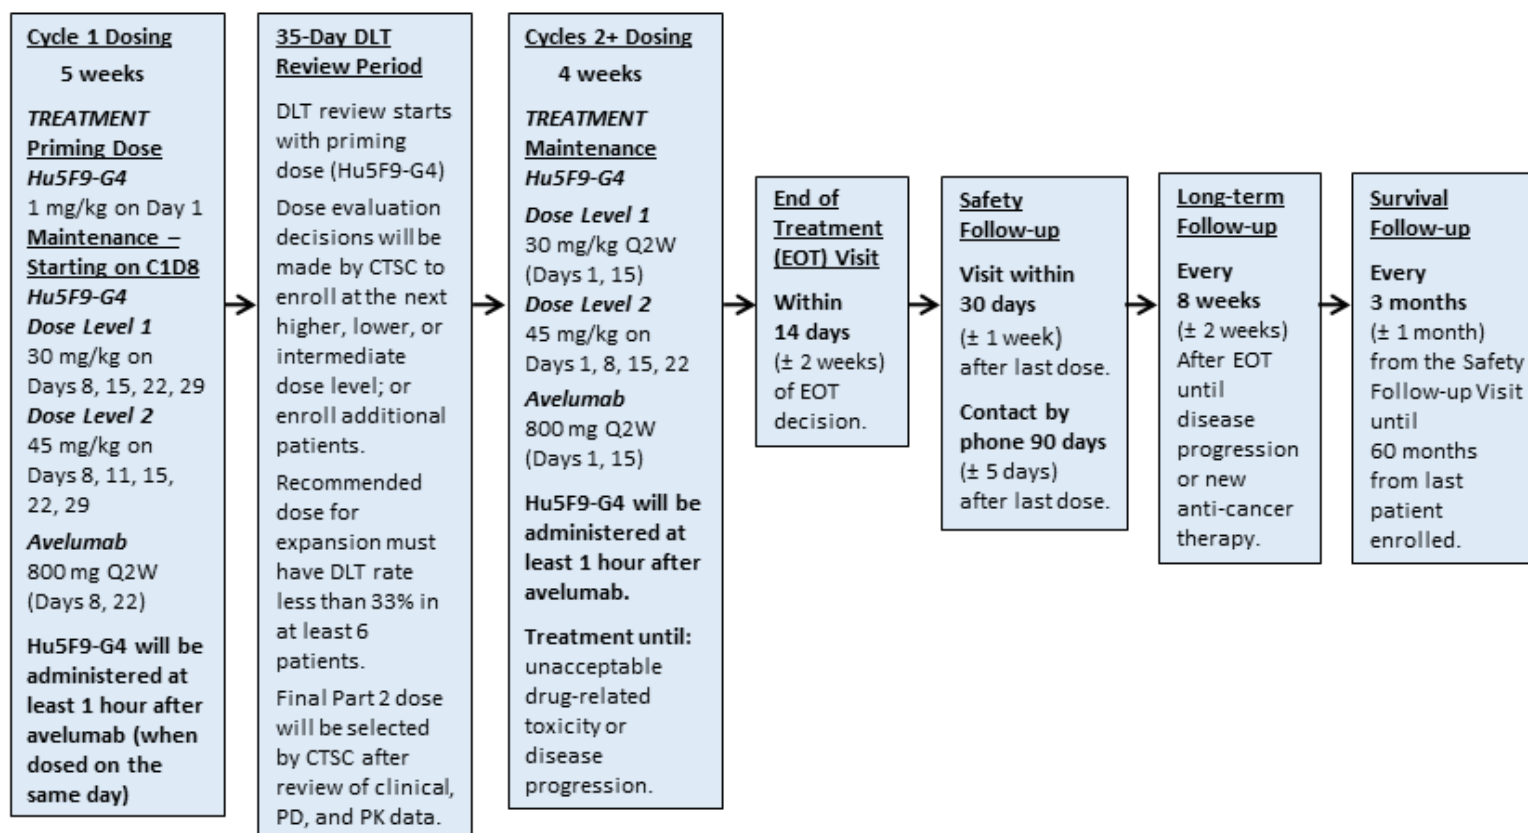 Cycle 1 Dosing
5 weeks
TREATMENT
Priming Dose
Hu5F9-G4
1 mg/kg on Day 1
Maintenance –
Starting on C1D8
Hu5F9-G4
Dose Level 1
30 mg/kg on
Days 8, 15, 22, 29
Dose Level 2
45 mg/kg on
Days 8, 11, 15,
22, 29
Avelumab
800 mg Q2W
(Days 8, 22)
Hu5F9-G4 will be
administered at
least 1 hour after
avelumab (when
dosed on the
same day)
35-Day DLT
Review Period
DLT review starts
with priming
dose (Hu5F9-G4)
Dose evaluation
decisions will be
made by CTSC to
enroll at the next
higher, lower, or
intermediate
dose level; or
enroll additional
patients.
Recommended
dose for
expansion must
have DLT rate
less than 33% in
at least 6
patients.
Final Part 2 dose
will be selected
by CTSC after
review of clinical,
PD, and PK data.
Cycles 2+ Dosing
4 weeks
TREATMENT
Maintenance
Hu5F9-G4
Dose Level 1
30 mg/kg Q2W
(Days 1, 15)
Dose Level 2
45 mg/kg on
Days 1, 8, 15, 22
Avelumab
800 mg Q2W
(Days 1, 15)
Hu5F9-G4 will be
administered at
least 1 hour after
avelumab.
Treatment until:
unacceptable
drug-related
toxicity or
disease
progression.
End of
Treatment
(EOT) Visit
Within
14 days
(± 2 weeks)
of EOT
decision.
Safety
Follow-up
Visit within
30 days
(± 1 week)
after last dose.
Contact by
phone 90 days
(± 5 days)
after last dose.
Long-term
Follow-up
Every
8 weeks
(± 2 weeks)
After EOT
until
disease
progression
or new
anti-cancer
therapy.
Survival
Follow-up
Every
3 months
(± 1 month)
from the Safety
Follow-up Visit
until
60 months
from last
patient
enrolled.